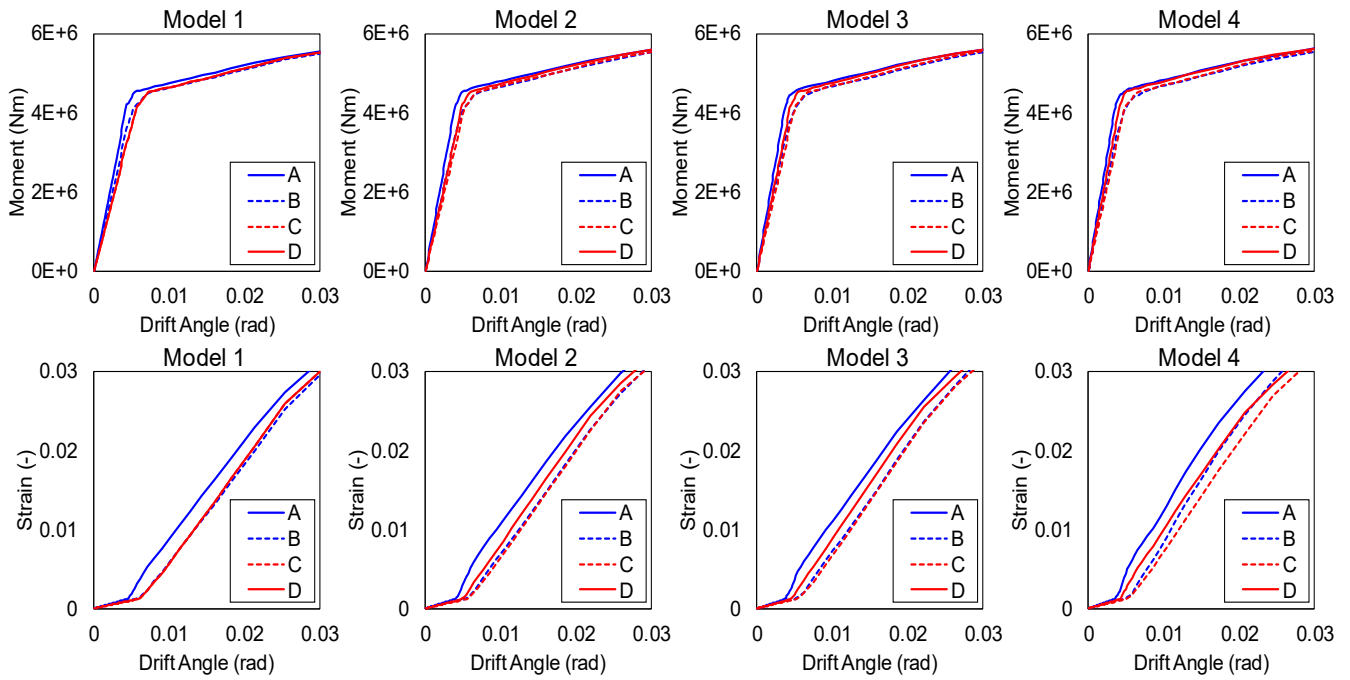 Model 1
Moment (Nm)
6E+6
4E+6
2E+6
0E+0
A
B
C
D
0 0.01 0.02 0.03
Drift Angle (rad)
Model 2
Moment (Nm)
6E+6
4E+6
2E+6
0E+0
A
B
C
D
0 0.01 0.02 0.03
Drift Angle (rad)
Model 3
Moment (Nm)
6E+6
4E+6
2E+6
0E+0
A
B
C
D
0 0.01 0.02 0.03
Drift Angle (rad)
Model 4
Moment (Nm)
6E+6
4E+6
2E+6
0E+0
A
B
C
D
0 0.01 0.02 0.03
Drift Angle (rad)
Model 1
Strain (-)
0.03
0.02
0.01
0
A
B
C
D
0 0.01 0.02 0.03
Drift Angle (rad)
Model 2
Strain (-)
0.03
0.02
0.01
0
A
B
C
D
0 0.01 0.02 0.03
Drift Angle (rad)
Model 3
Strain (-)
0.03
0.02
0.01
0
A
B
C
D
0 0.01 0.02 0.03
Drift Angle (rad)
Model 4
Strain (-)
0.03
0.02
0.01
0
A
B
C
D
0 0.01 0.02 0.03
Drift Angle (rad)